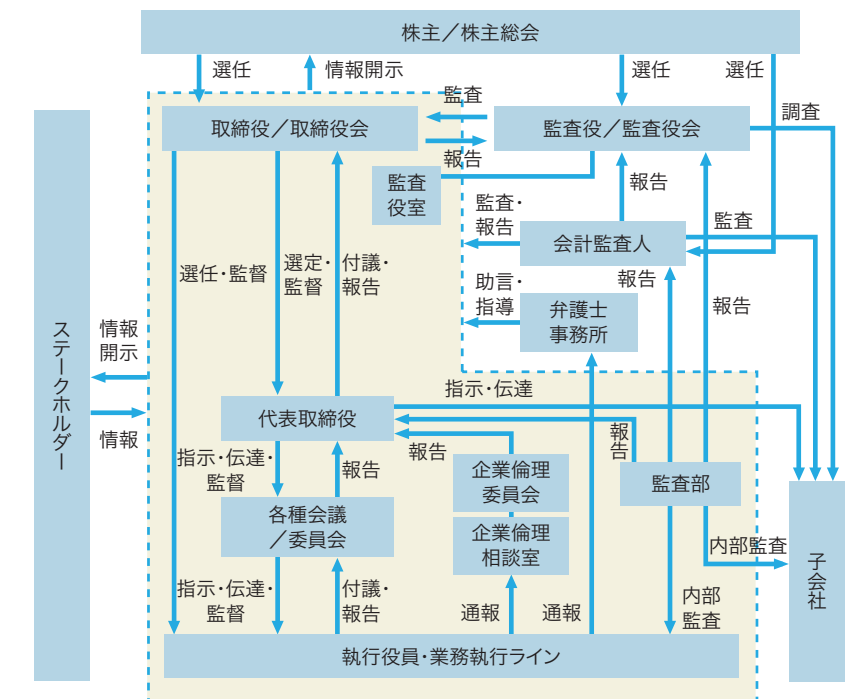 株主／株主総会
選任
情報開示
選任
選任
監査
取締役／取締役会
監査役／監査役会
調査
報告
監査
役室
報告
監査・
報告
会計監査人
監査
選任・監督
選定・
監督
付議・
報告
助言・
指導
報告
弁護士
事務所
報告
ステークホルダー
情報
開示
情報
指示・伝達
代表取締役
報告
報告
指示・伝達・
監督
報告
企業倫理
委員会
監査部
各種会議
／委員会
企業倫理
相談室
内部監査
子会社
指示・伝達・
監督
付議・
報告
通報
通報
内部
監査
執行役員・業務執行ライン